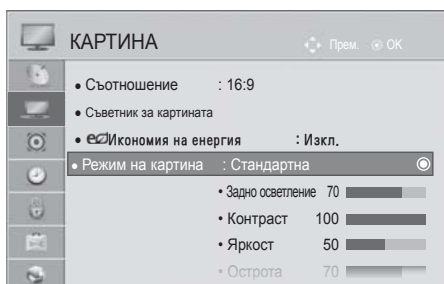 КАРТИНА Прем. OK
• Съотношение : 16:9
• Съветник за картината
• Икономия на енергия : Изкл.
• Режим на картина : Стандартна
• Задно осветление 70
• Контраст 100
• Яркост 50
• Острота 70